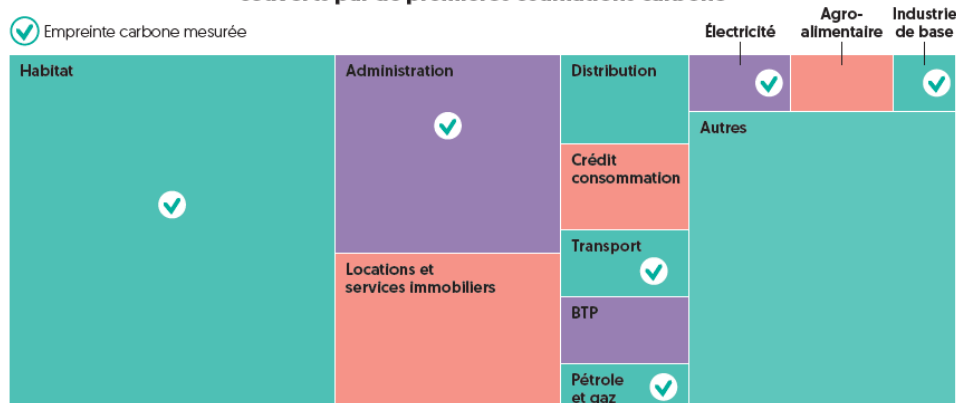 Empreinte carbone mesurée
Électricité
Agro-
alimentaire
Industrie
de base
Habitat
Administration
Distribution
Autres
Crédit
consommation
Transport
Locations et
services immobiliers
BTP
Pétrole
et gaz